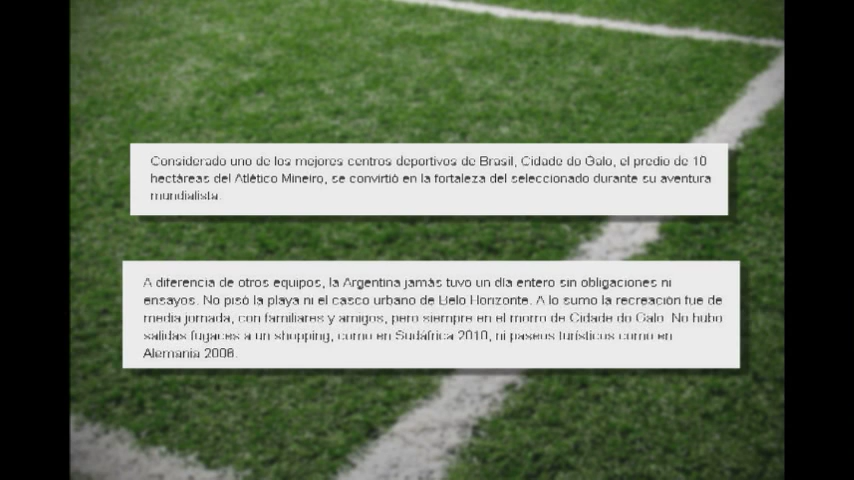 Considerado uno de los mejores centros deportivos de Brasil, Cidade do Galo, el predio de 10
hectáreas del Atlético Mineiro, se convirtió en la fortaleza del seleccionado durante su aventura
mundialista.
A diferencia de otros equipos, la Argentina jamás tuvo un día entero sin obligaciones ni
ensayos. No pisó la playa ni el casco urbano de Belo Horizonte. A lo sumo la recreación fue de
media jornada, con familiares y amigos, pero siempre en el morro de Cidade do Galo. No hubo
salidas fugaces a un shopping, como en Sudáfrica 2010, ni paseos turísticos como en
Alemania 2006.